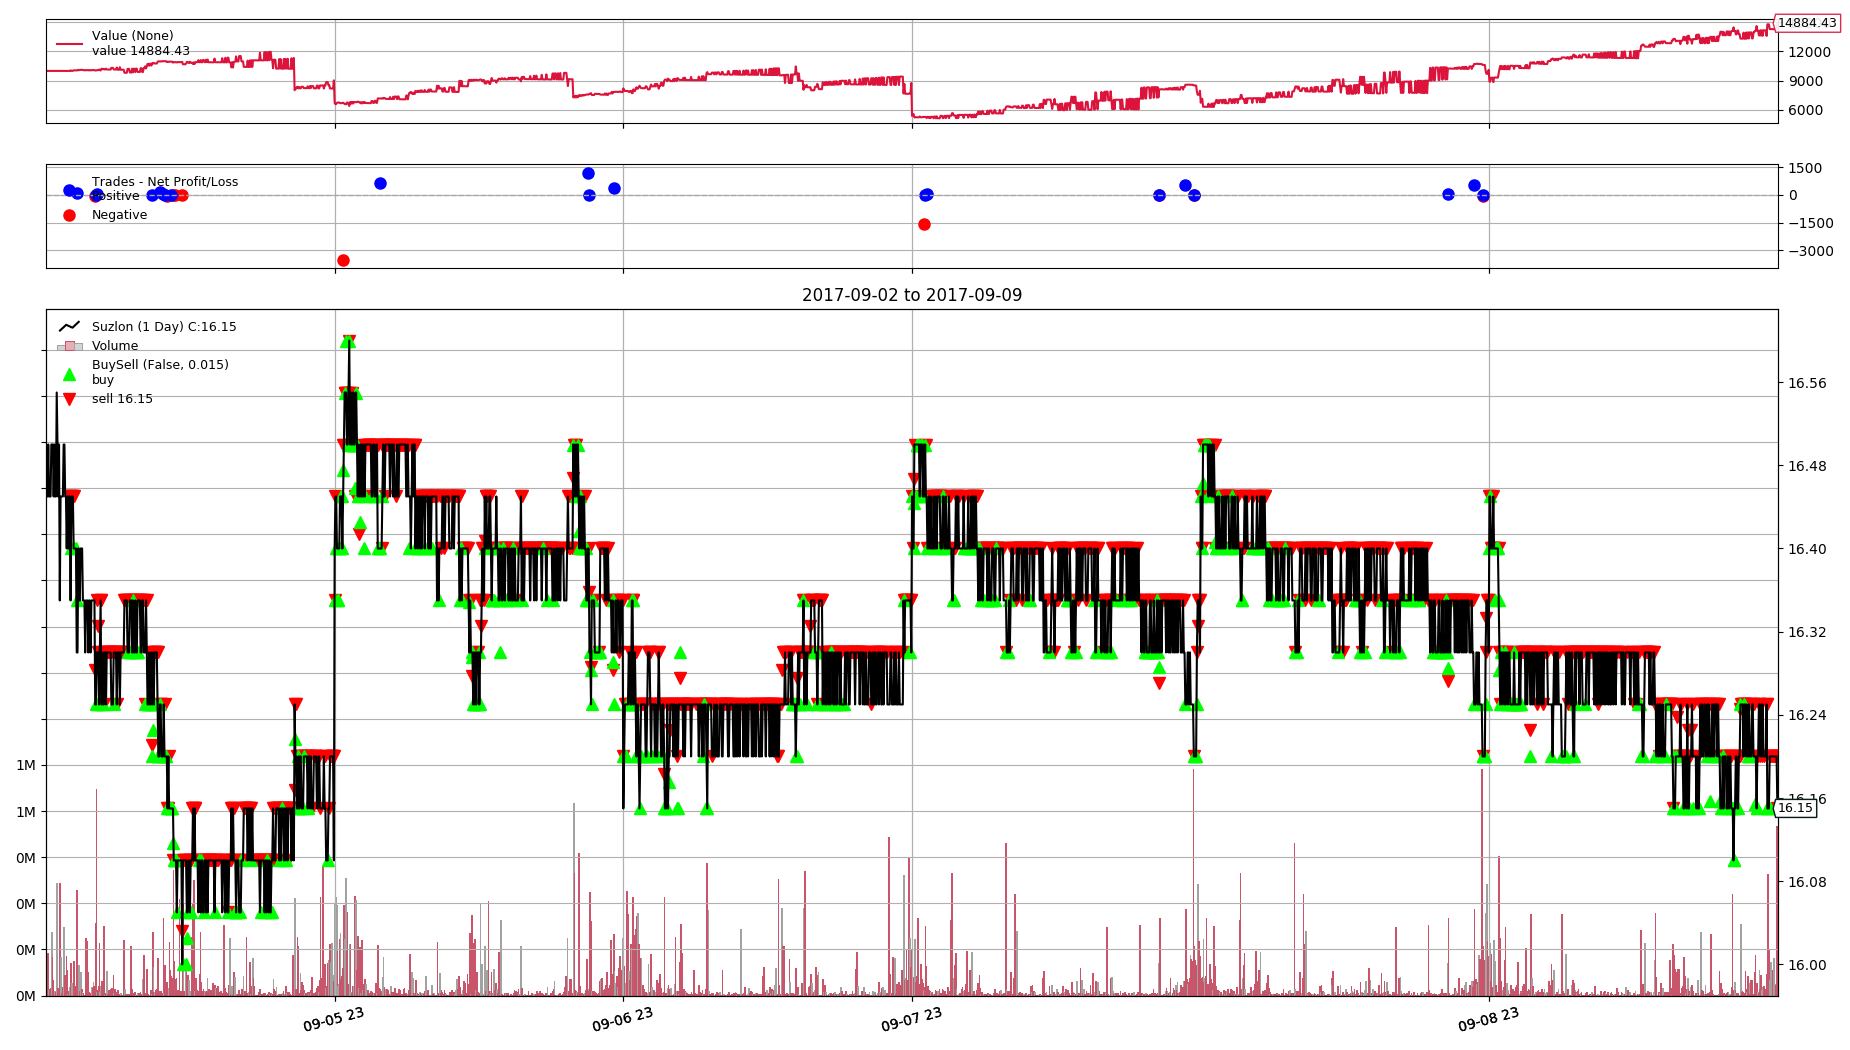 Value (None)
value 14884.43
14884.43
12000
9000
6000
Trades - Net Profit/Loss
Positive
Negative
1500
0
−1500
−3000
2017-09-02 to 2017-09-09
Suzlon (1 Day) C:16.15
Volume
BuySell (False, 0.015)
buy
sell 16.15
16.56
16.48
16.40
16.32
16.24
16.16
16.15
16.08
16.00
1M
1M
0M
0M
0M
0M
09-05 23
09-06 23
09-07 23
09-08 23